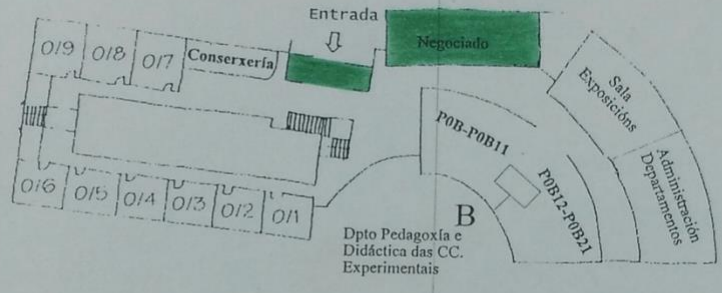 Entrada
0/9
0/8
0/7
Conserxería
Negociado
Sala
Exposicións
Administración
Departamentos
P0B-P0B11
P0B12-P0B21
B
Dpto Pedagoxía e
Didáctica das CC.
Experimentais
0/6
0/5
0/4
0/3
0/2
0/1